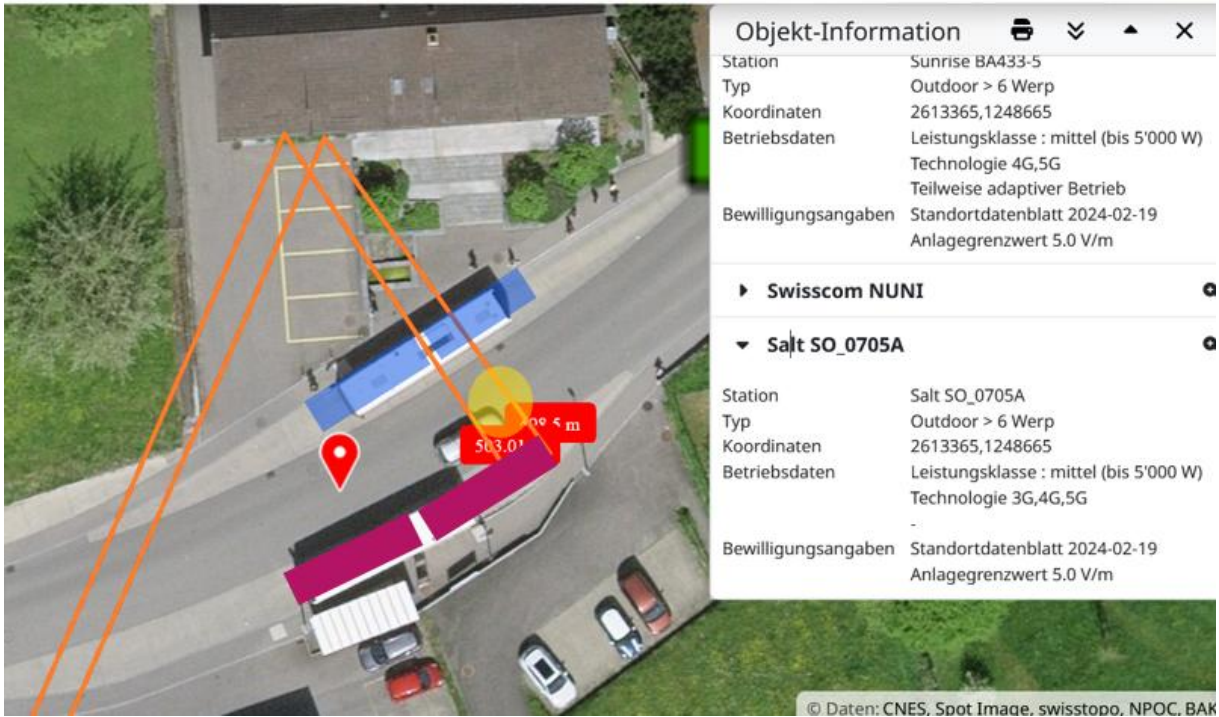 Objekt-Information
Station Sunrise BA433-5
Typ Outdoor > 6 Werp
Koordinaten 2613365,1248665
Betriebsdaten Leistungsklasse : mittel (bis 5'000 W)
Technologie 4G,5G
Teilweise adaptiver Betrieb
Bewilligungsangaben Standortdatenblatt 2024-02-19
Anlagegrenzwert 5.0 V/m
Swisscom NUNI
Salt SO_0705A
Station Salt SO_0705A
Typ Outdoor > 6 Werp
Koordinaten 2613365,1248665
Betriebsdaten Leistungsklasse : mittel (bis 5'000 W)
Technologie 3G,4G,5G
-
Bewilligungsangaben Standortdatenblatt 2024-02-19
Anlagegrenzwert 5.0 V/m
© Daten: CNES, Spot Image, swisstopo, NPOC, BAK